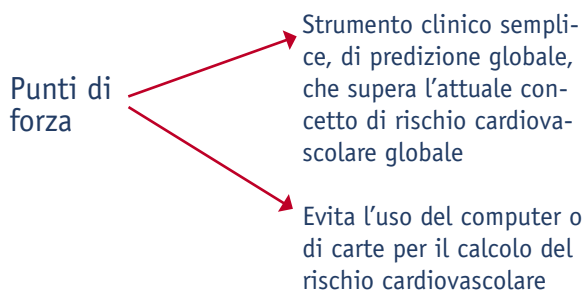 Punti di
forza
Strumento clinico sempli-
ce, di predizione globale,
che supera l'attuale con-
cetto di rischio cardiova-
scolare globale
Evita l'uso del computer o
di carte per il calcolo del
rischio cardiovascolare